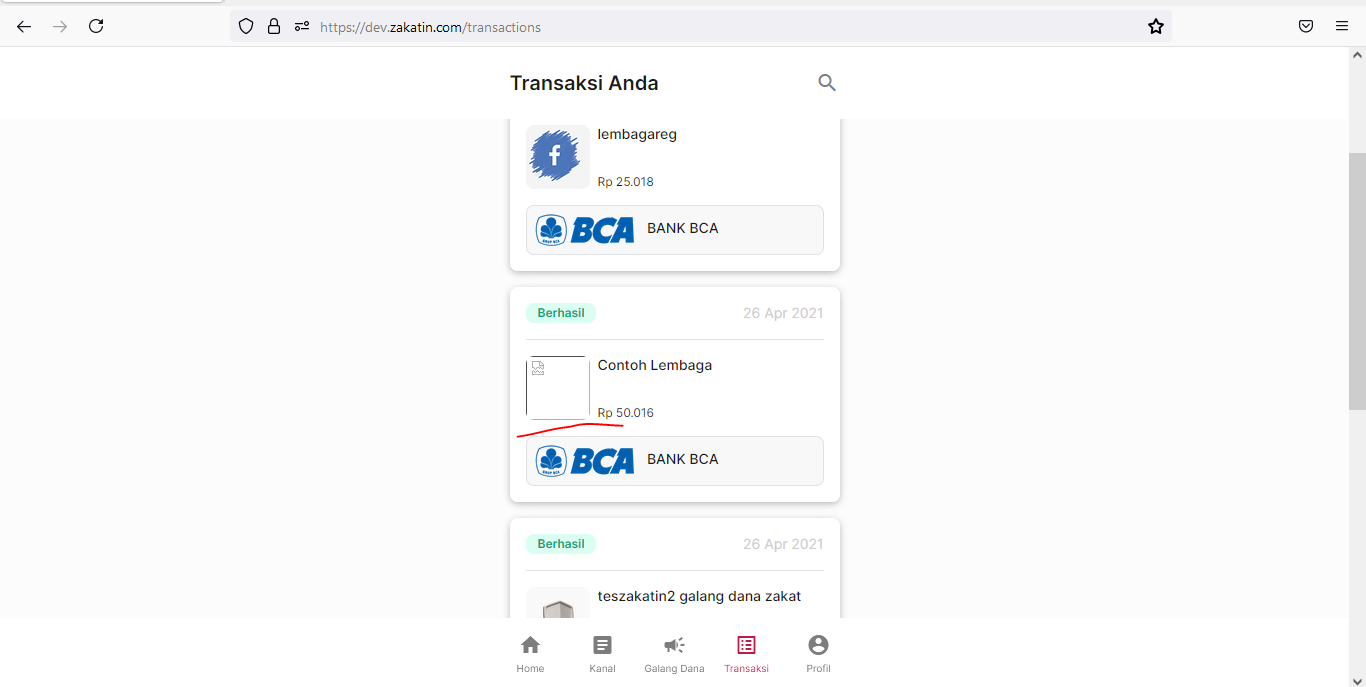 https://dev.zakatin.com/transactions
Transaksi Anda
lembagareg
Rp 25.018
BCA BANK BCA
Berhasil 26 Apr 2021
Contoh Lembaga
Rp 50.016
BCA BANK BCA
Berhasil 26 Apr 2021
teszakatin2 galang dana zakat
Home Kanal Galang Dana Transaksi Profil